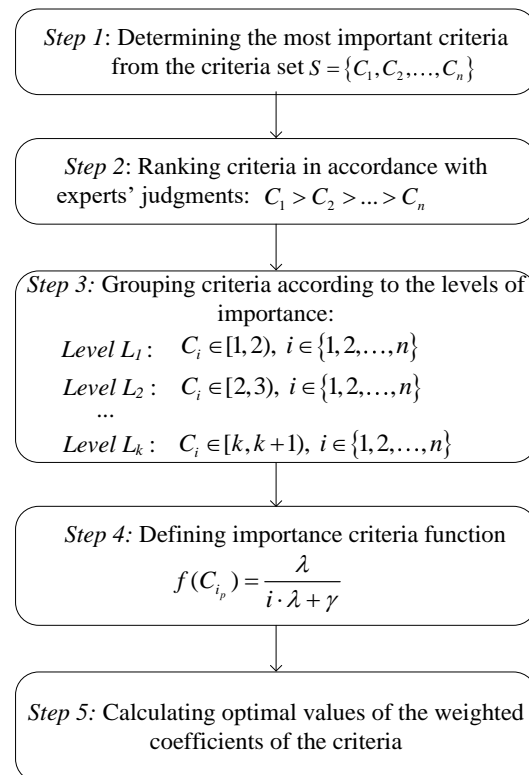 Step 1: Determining the most important criteria
from the criteria set S = {C₁, C₂, ..., Cₙ}
Step 2: Ranking criteria in accordance with
experts' judgments: C₁ > C₂ > ... > Cₙ
Step 3: Grouping criteria according to the levels of
importance:
Level L₁ : Cᵢ ∈ [1, 2), i ∈ {1, 2, ..., n}
Level L₂ : Cᵢ ∈ [2, 3), i ∈ {1, 2, ..., n}
...
Level Lₖ : Cᵢ ∈ [k, k + 1), i ∈ {1, 2, ..., n}
Step 4: Defining importance criteria function
f(C_{i_p}) = λ / (i · λ + γ)
Step 5: Calculating optimal values of the weighted
coefficients of the criteria